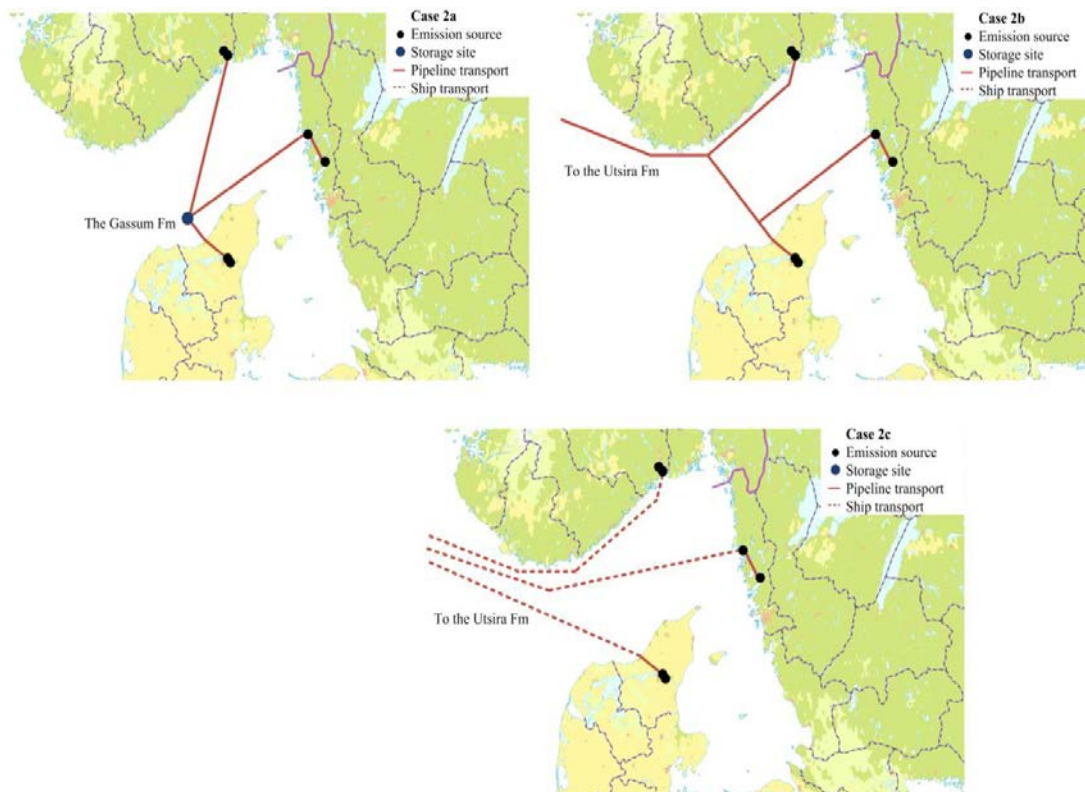 Case 2a
Emission source
Storage site
Pipeline transport
Ship transport
The Gassum Fm
Case 2b
Emission source
Storage site
Pipeline transport
Ship transport
To the Utsira Fm
Case 2c
Emission source
Storage site
Pipeline transport
Ship transport
To the Utsira Fm